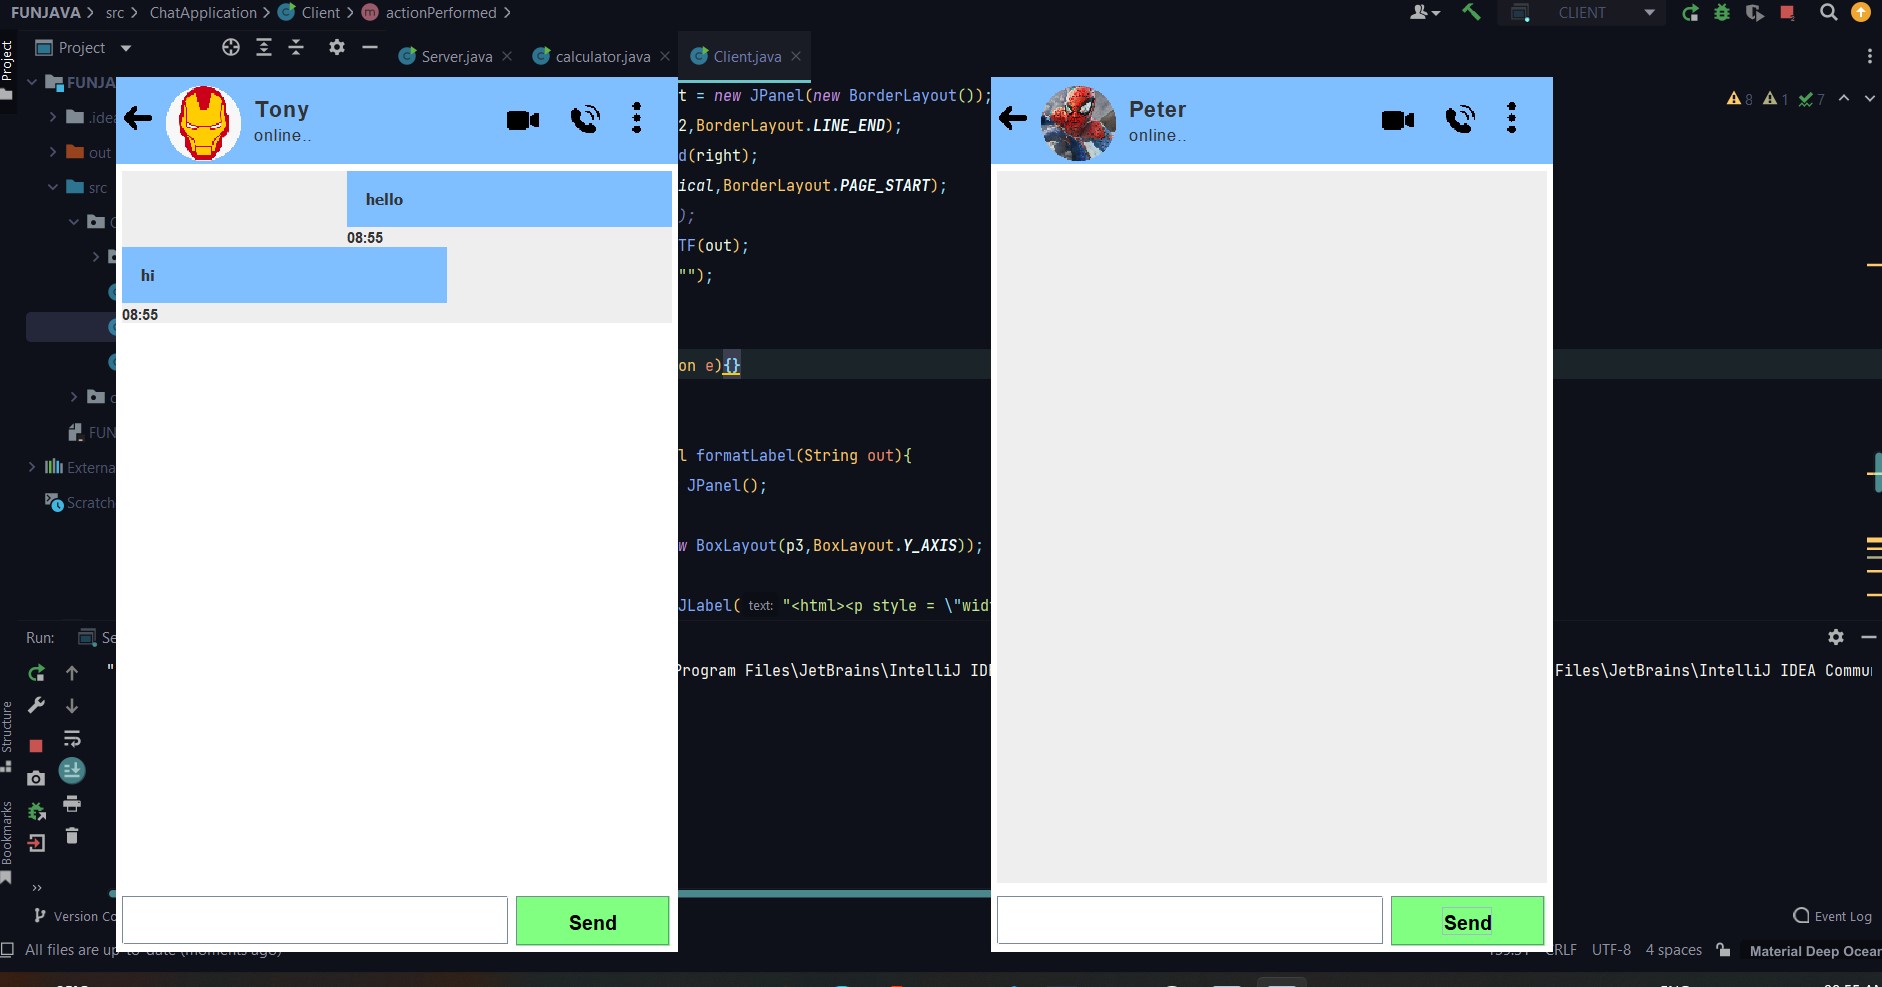 FUNJAVA > src > ChatApplication > Client > actionPerformed >
CLIENT
Project
Project
Server.java
calculator.java
Client.java
FUNJA
.idea
out
src
FUN
Externa
Scratch
8 1 7
Tony
online..
hello
08:55
hi
08:55
Send
t = new JPanel(new BorderLayout());
2,BorderLayout.LINE_END);
d(right);
ical,BorderLayout.PAGE_START);
);
TF(out);
"");
on e){}
l formatLabel(String out){
JPanel();
w BoxLayout(p3,BoxLayout.Y_AXIS));
JLabel( text: "<html><p style = \"widt
Peter
online..
Send
Run:
Se
"
Program Files\JetBrains\IntelliJ IDE
Files\JetBrains\IntelliJ IDEA Commu
Structure
Bookmarks
Version Co
Event Log
All files are up-to-date (moments ago)
CRLF UTF-8 4 spaces Material Deep Ocean